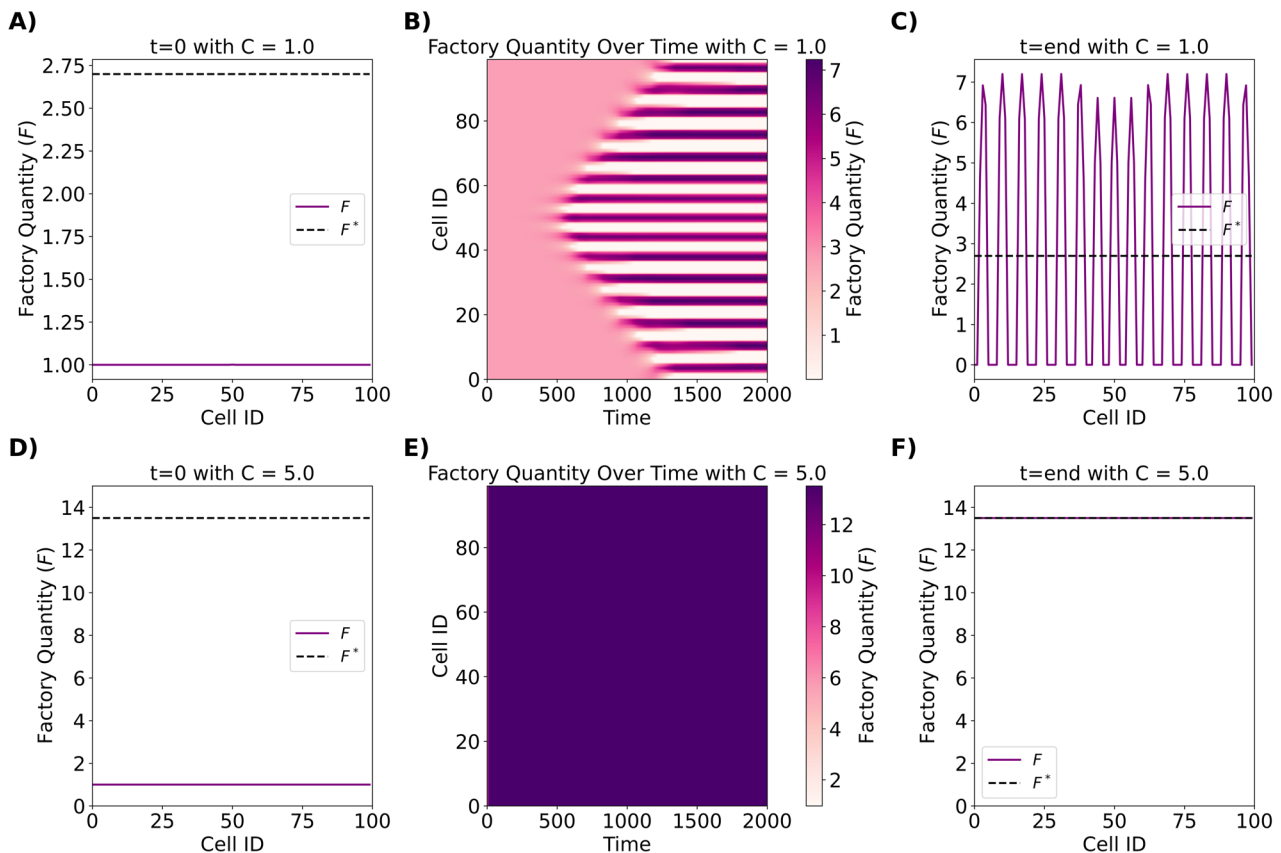 A)
t=0 with C = 1.0
2.75
2.50
2.25
2.00
1.75
1.50
1.25
1.00
Factory Quantity (F)
F
F*
0 25 50 75 100
Cell ID
B)
Factory Quantity Over Time with C = 1.0
80
60
40
20
0
Cell ID
0 500 1000 1500 2000
Time
7
6
5
4
3
2
1
Factory Quantity (F)
C)
t=end with C = 1.0
7
6
5
4
3
2
1
0
Factory Quantity (F)
F
F*
0 25 50 75 100
Cell ID
D)
t=0 with C = 5.0
14
12
10
8
6
4
2
0
Factory Quantity (F)
F
F*
0 25 50 75 100
Cell ID
E)
Factory Quantity Over Time with C = 5.0
80
60
40
20
0
Cell ID
0 500 1000 1500 2000
Time
12
10
8
6
4
2
Factory Quantity (F)
F)
t=end with C = 5.0
14
12
10
8
6
4
2
0
Factory Quantity (F)
F
F*
0 25 50 75 100
Cell ID